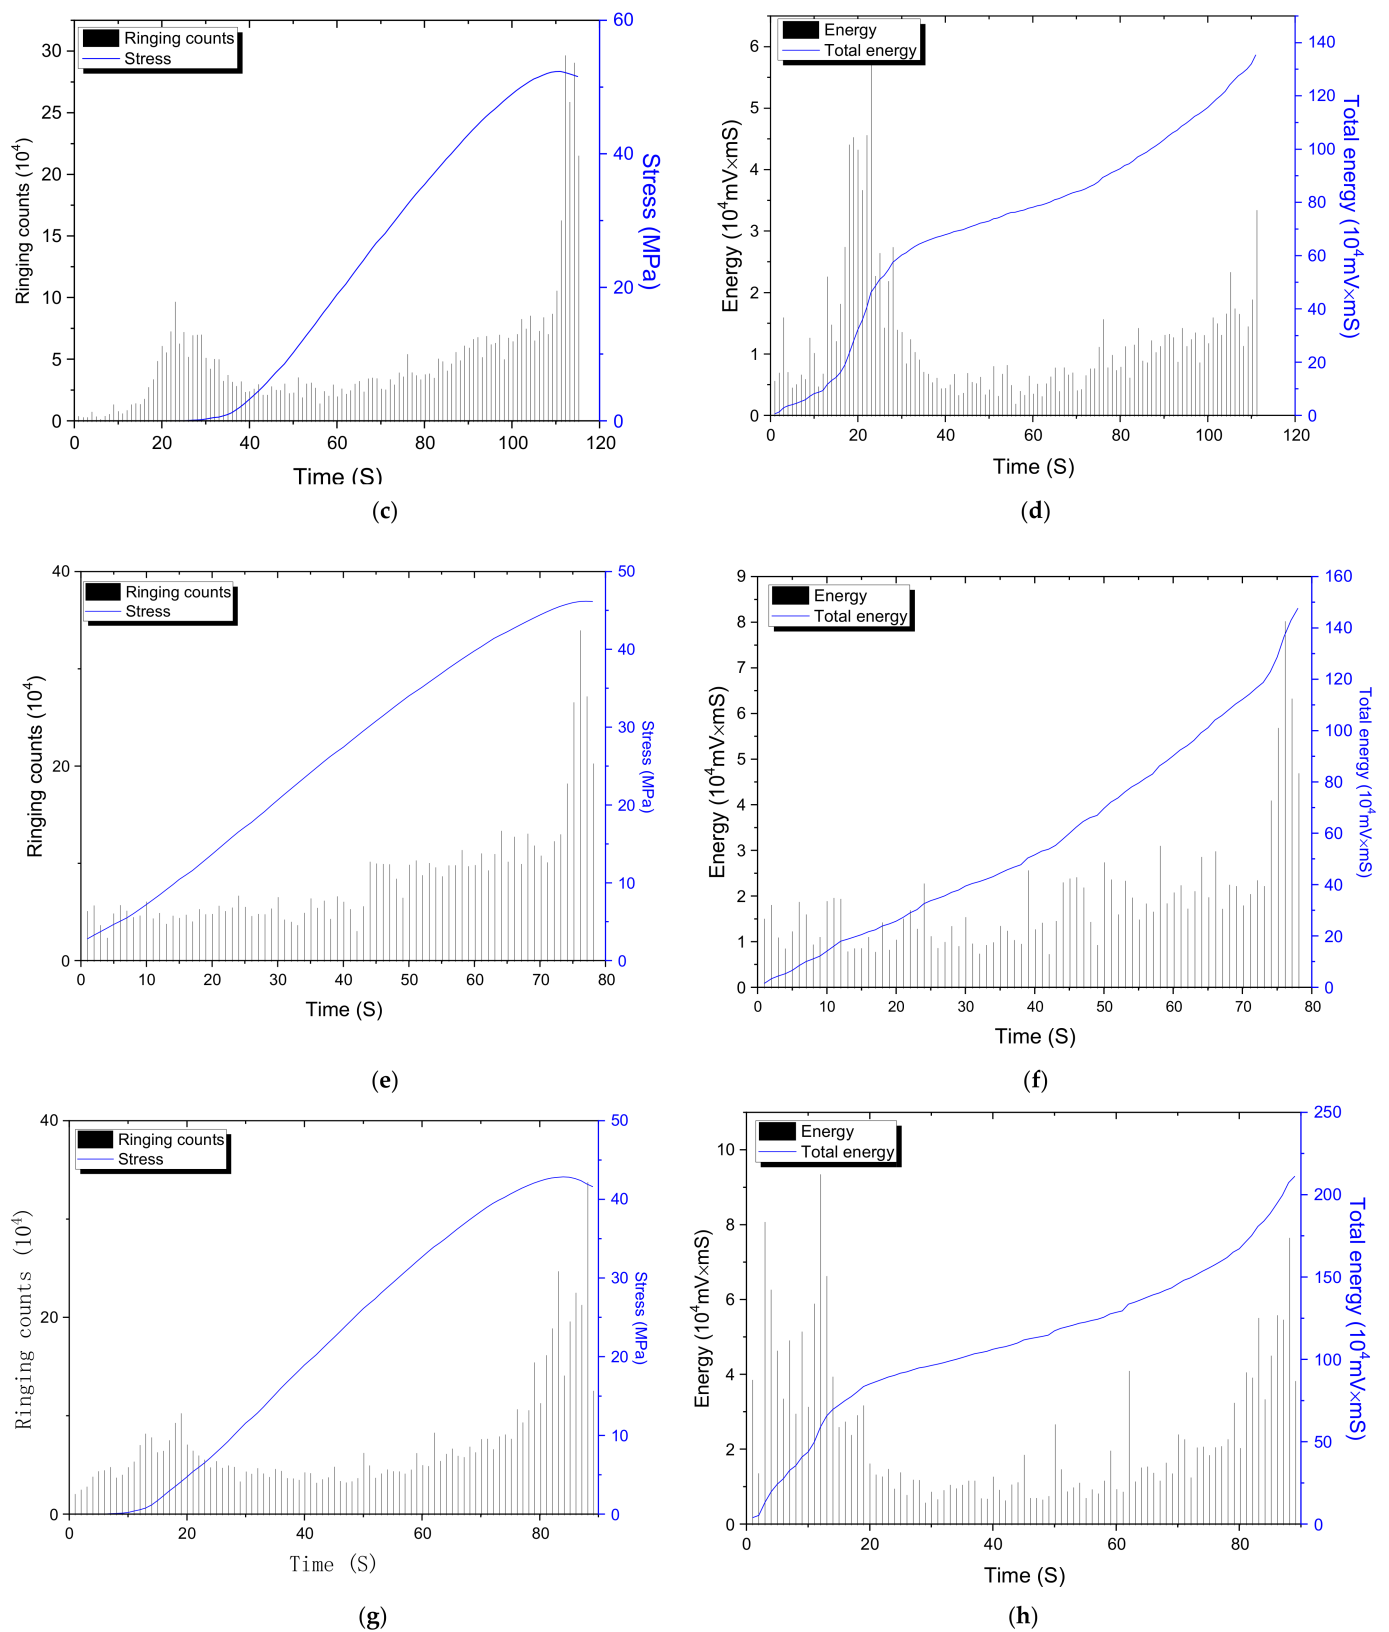 Ringing counts
Stress
Ringing counts (10⁴)
30
25
20
15
10
5
0
60
40
20
0
Stress (MPa)
0 20 40 60 80 100 120
Time (S)
(c)
Energy
Total energy
Energy (10⁴mV×mS)
6
5
4
3
2
1
0
140
120
100
80
60
40
20
0
Total energy (10⁴mV×mS)
0 20 40 60 80 100 120
Time (S)
(d)
Ringing counts
Stress
Ringing counts (10⁴)
40
20
0
50
40
30
20
10
0
Stress (MPa)
0 10 20 30 40 50 60 70 80
Time (S)
(e)
Energy
Total energy
Energy (10⁴mV×mS)
9
8
7
6
5
4
3
2
1
0
160
140
120
100
80
60
40
20
0
Total energy (10⁴mV×mS)
0 10 20 30 40 50 60 70 80
Time (S)
(f)
Ringing counts
Stress
Ringing counts (10⁴)
40
20
0
50
40
30
20
10
0
Stress (MPa)
0 20 40 60 80
Time (S)
(g)
Energy
Total energy
Energy (10⁴mV×mS)
10
8
6
4
2
0
250
200
150
100
50
0
Total energy (10⁴mV×mS)
0 20 40 60 80
Time (S)
(h)